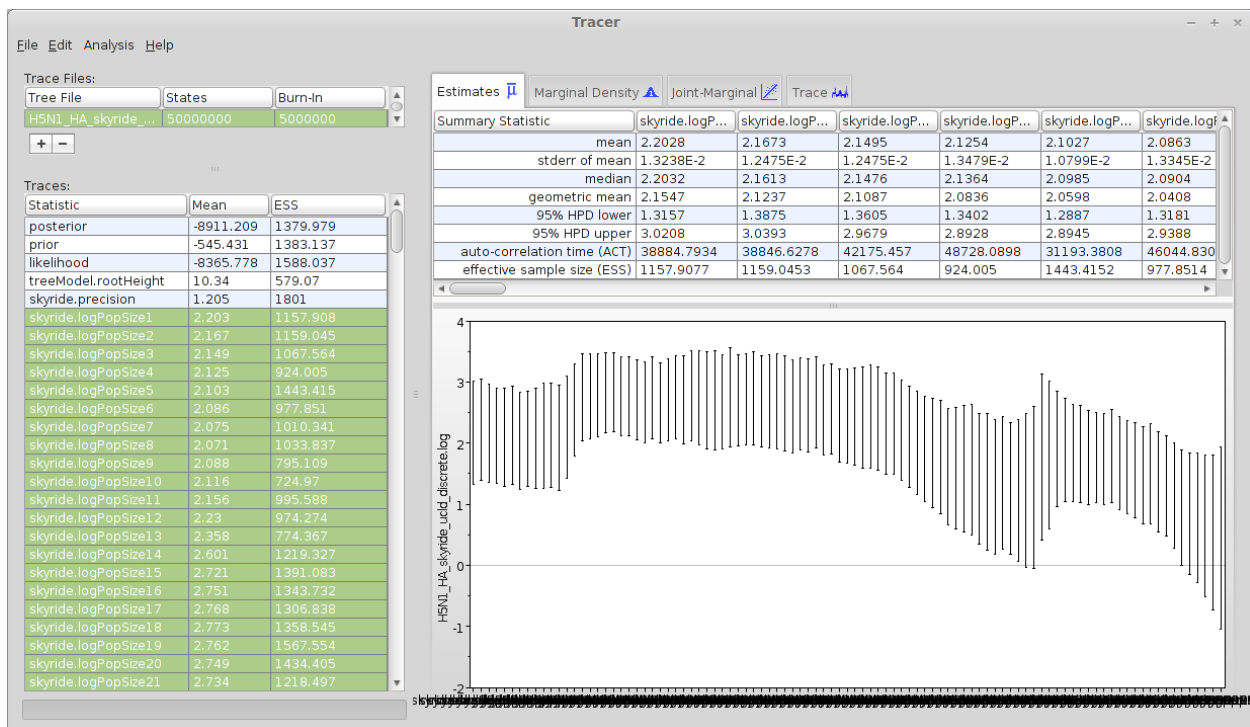 Tracer
File Edit Analysis Help
Trace Files:
Tree File States Burn-In
H5N1_HA_skyride_... 50000000 5000000
+ −
Traces:
Statistic Mean ESS
posterior -8911.209 1379.979
prior -545.431 1383.137
likelihood -8365.778 1588.037
treeModel.rootHeight 10.34 579.07
skyride.precision 1.205 1801
skyride.logPopSize1 2.203 1157.908
skyride.logPopSize2 2.167 1159.045
skyride.logPopSize3 2.149 1067.564
skyride.logPopSize4 2.125 924.005
skyride.logPopSize5 2.103 1443.415
skyride.logPopSize6 2.086 977.851
skyride.logPopSize7 2.075 1010.341
skyride.logPopSize8 2.071 1033.837
skyride.logPopSize9 2.088 795.109
skyride.logPopSize10 2.116 724.97
skyride.logPopSize11 2.156 995.588
skyride.logPopSize12 2.23 974.274
skyride.logPopSize13 2.358 774.367
skyride.logPopSize14 2.601 1219.327
skyride.logPopSize15 2.721 1391.083
skyride.logPopSize16 2.751 1343.732
skyride.logPopSize17 2.768 1306.838
skyride.logPopSize18 2.773 1358.545
skyride.logPopSize19 2.762 1567.554
skyride.logPopSize20 2.749 1434.405
skyride.logPopSize21 2.734 1218.497
Estimates μ Marginal Density Joint-Marginal Trace
Summary Statistic skyride.logP... skyride.logP... skyride.logP... skyride.logP... skyride.logP... skyride.logP
mean 2.2028 2.1673 2.1495 2.1254 2.1027 2.0863
stderr of mean 1.3238E-2 1.2475E-2 1.2475E-2 1.3479E-2 1.0799E-2 1.3345E-2
median 2.2032 2.1613 2.1476 2.1364 2.0985 2.0904
geometric mean 2.1547 2.1237 2.1087 2.0836 2.0598 2.0408
95% HPD lower 1.3157 1.3875 1.3605 1.3402 1.2887 1.3181
95% HPD upper 3.0208 3.0393 2.9679 2.8928 2.8945 2.9388
auto-correlation time (ACT) 38884.7934 38846.6278 42175.457 48728.0898 31193.3808 46044.830
effective sample size (ESS) 1157.9077 1159.0453 1067.564 924.005 1443.4152 977.8514
4
3
2
1
0
-1
-2
H5N1_HA_skyride_ucld_discrete.log